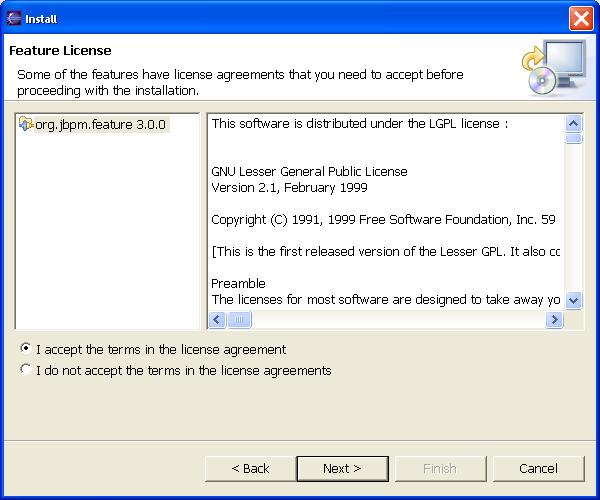 Install
Feature License
Some of the features have license agreements that you need to accept before
proceeding with the installation.
org.jbpm.feature 3.0.0
This software is distributed under the LGPL license :
GNU Lesser General Public License
Version 2.1, February 1999
Copyright (C) 1991, 1999 Free Software Foundation, Inc. 59
[This is the first released version of the Lesser GPL. It also co
Preamble
The licenses for most software are designed to take away yo
I accept the terms in the license agreement
I do not accept the terms in the license agreements
< Back
Next >
Finish
Cancel